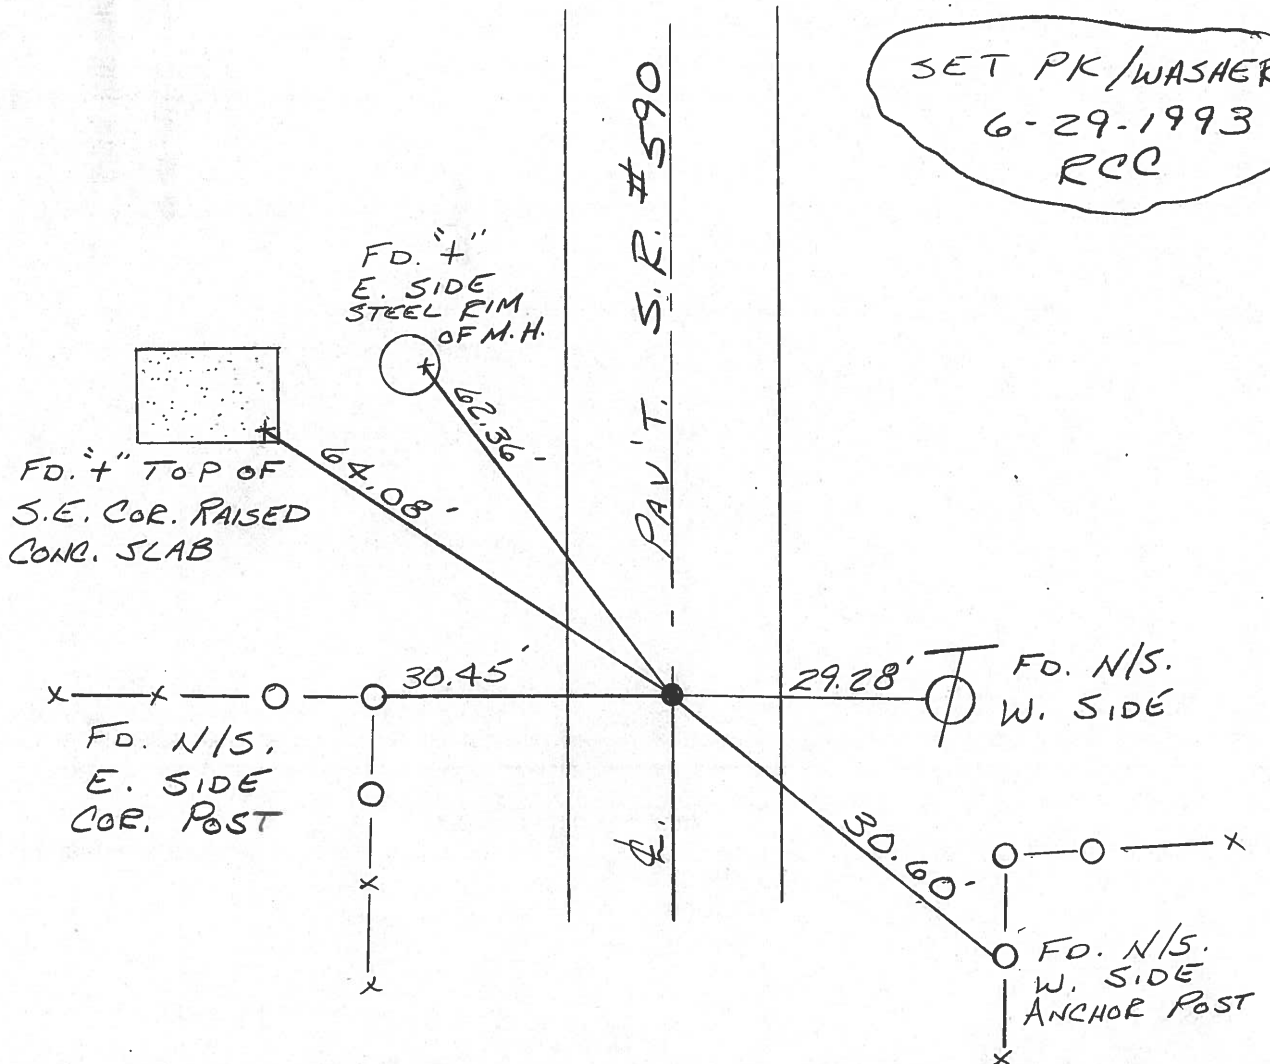 SET PK/WASHER
6-29-1993
RCC
PAV'T. S.R. #590
FD. "+"
E. SIDE
STEEL RIM
OF M.H.
62.36'
64.08'
FD. "+" TOP OF
S.E. COR. RAISED
CONC. SLAB
30.45'
29.28'
FD. N/S.
W. SIDE
FD. N/S.
E. SIDE
COR. POST
℄.
30.60'
FD. N/S.
W. SIDE
ANCHOR POST